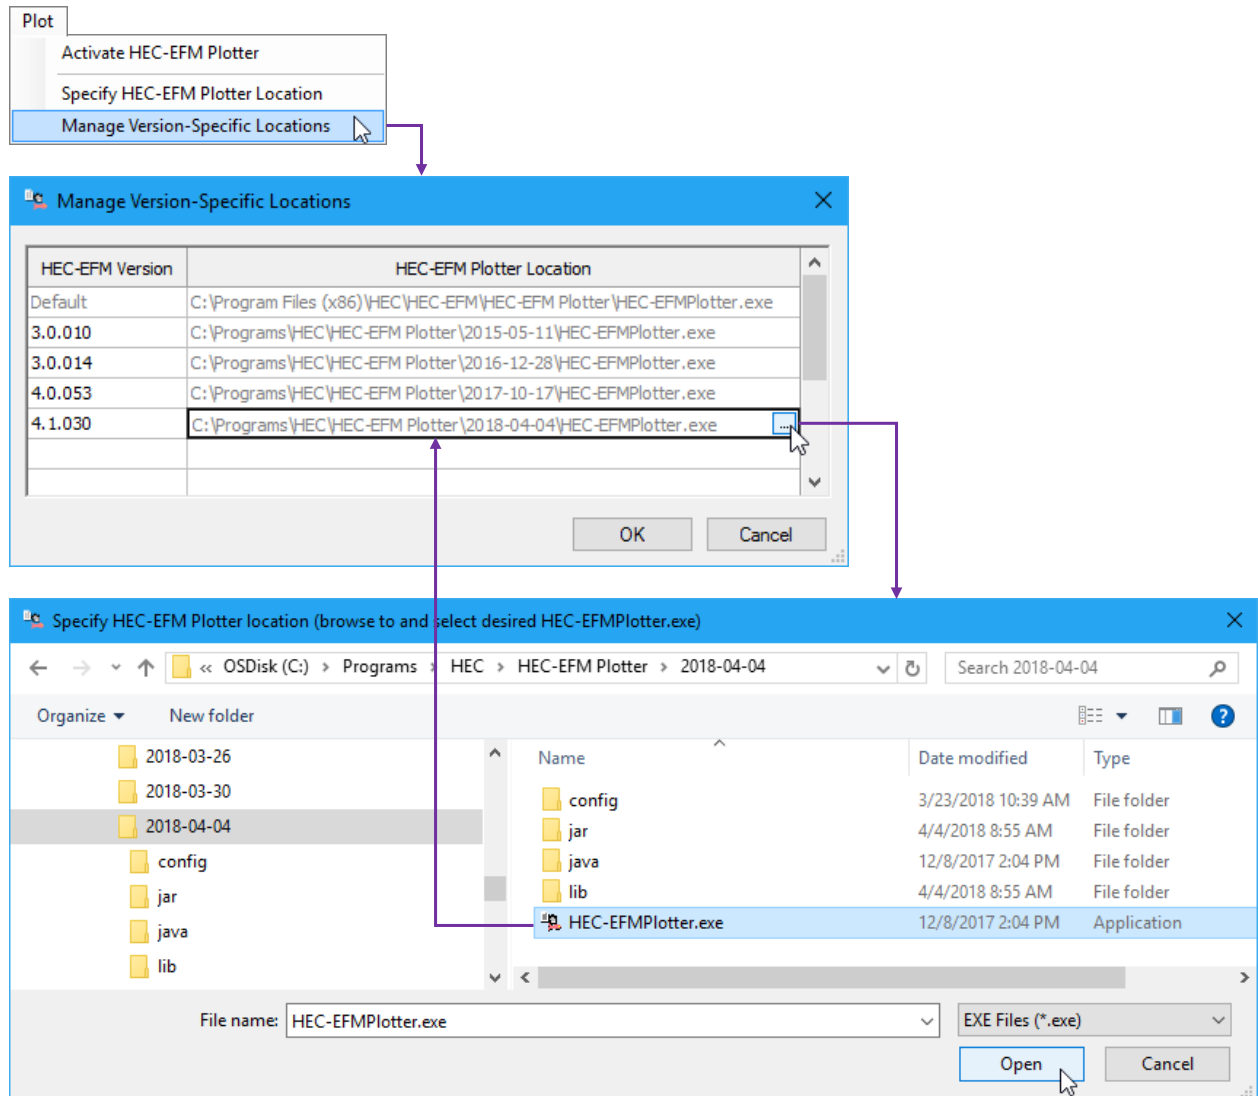 Plot
Activate HEC-EFM Plotter
Specify HEC-EFM Plotter Location
Manage Version-Specific Locations
Manage Version-Specific Locations
HEC-EFM Version HEC-EFM Plotter Location
Default C:\Program Files (x86)\HEC\HEC-EFM\HEC-EFM Plotter\HEC-EFMPlotter.exe
3.0.010 C:\Programs\HEC\HEC-EFM Plotter\2015-05-11\HEC-EFMPlotter.exe
3.0.014 C:\Programs\HEC\HEC-EFM Plotter\2016-12-28\HEC-EFMPlotter.exe
4.0.053 C:\Programs\HEC\HEC-EFM Plotter\2017-10-17\HEC-EFMPlotter.exe
4.1.030 C:\Programs\HEC\HEC-EFM Plotter\2018-04-04\HEC-EFMPlotter.exe ...
OK Cancel
Specify HEC-EFM Plotter location (browse to and select desired HEC-EFMPlotter.exe)
« OSDisk (C:) > Programs > HEC > HEC-EFM Plotter > 2018-04-04 Search 2018-04-04
Organize New folder ?
2018-03-26
2018-03-30
2018-04-04
config
jar
java
lib
Name Date modified Type
config 3/23/2018 10:39 AM File folder
jar 4/4/2018 8:55 AM File folder
java 12/8/2017 2:04 PM File folder
lib 4/4/2018 8:55 AM File folder
HEC-EFMPlotter.exe 12/8/2017 2:04 PM Application
File name: HEC-EFMPlotter.exe EXE Files (*.exe)
Open Cancel